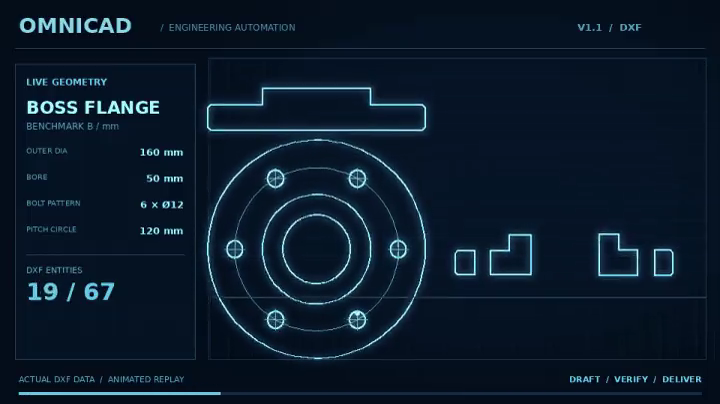 OMNICAD / ENGINEERING AUTOMATION V1.1 / DXF
LIVE GEOMETRY
BOSS FLANGE
BENCHMARK B / mm
OUTER DIA 160 mm
BORE 50 mm
BOLT PATTERN 6 × Ø12
PITCH CIRCLE 120 mm
DXF ENTITIES
19 / 67
ACTUAL DXF DATA / ANIMATED REPLAY DRAFT / VERIFY / DELIVER